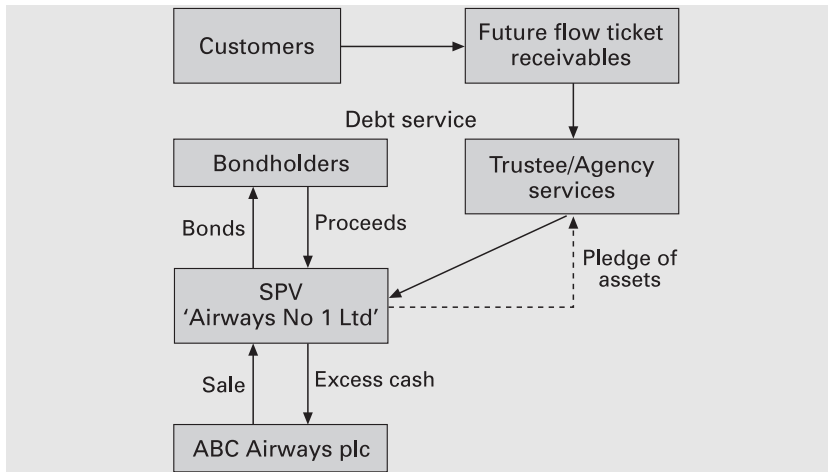 Customers
Future flow ticket
receivables
Debt service
Bondholders
Trustee/Agency
services
Bonds
Proceeds
Pledge of
assets
SPV
‘Airways No 1 Ltd’
Sale
Excess cash
ABC Airways plc